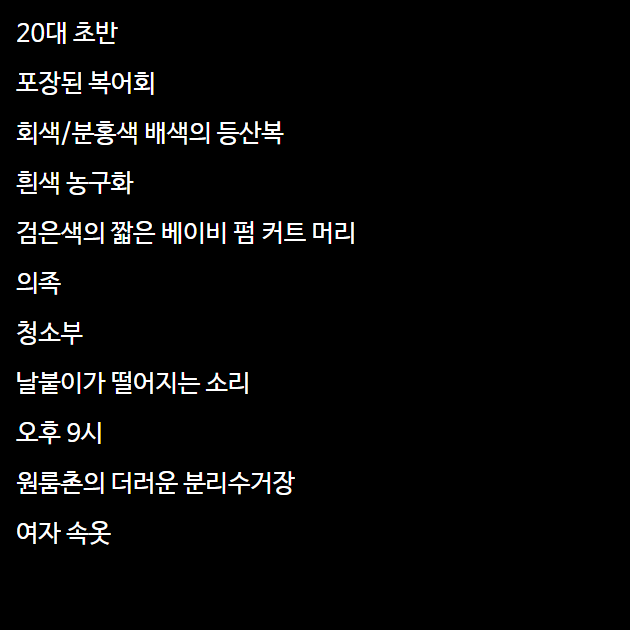 20대 초반
포장된 복어회
회색/분홍색 배색의 등산복
흰색 농구화
검은색의 짧은 베이비 펌 커트 머리
의족
청소부
날붙이가 떨어지는 소리
오후 9시
원룸촌의 더러운 분리수거장
여자 속옷